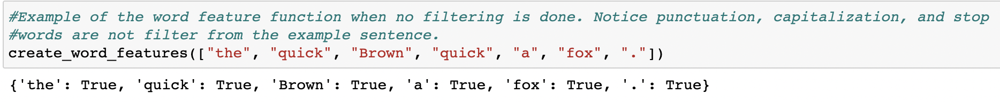 #Example of the word feature function when no filtering is done. Notice punctuation, capitalization, and stop
#words are not filter from the example sentence.
create_word_features(["the", "quick", "Brown", "quick", "a", "fox", "."])
{'the': True, 'quick': True, 'Brown': True, 'a': True, 'fox': True, '.': True}